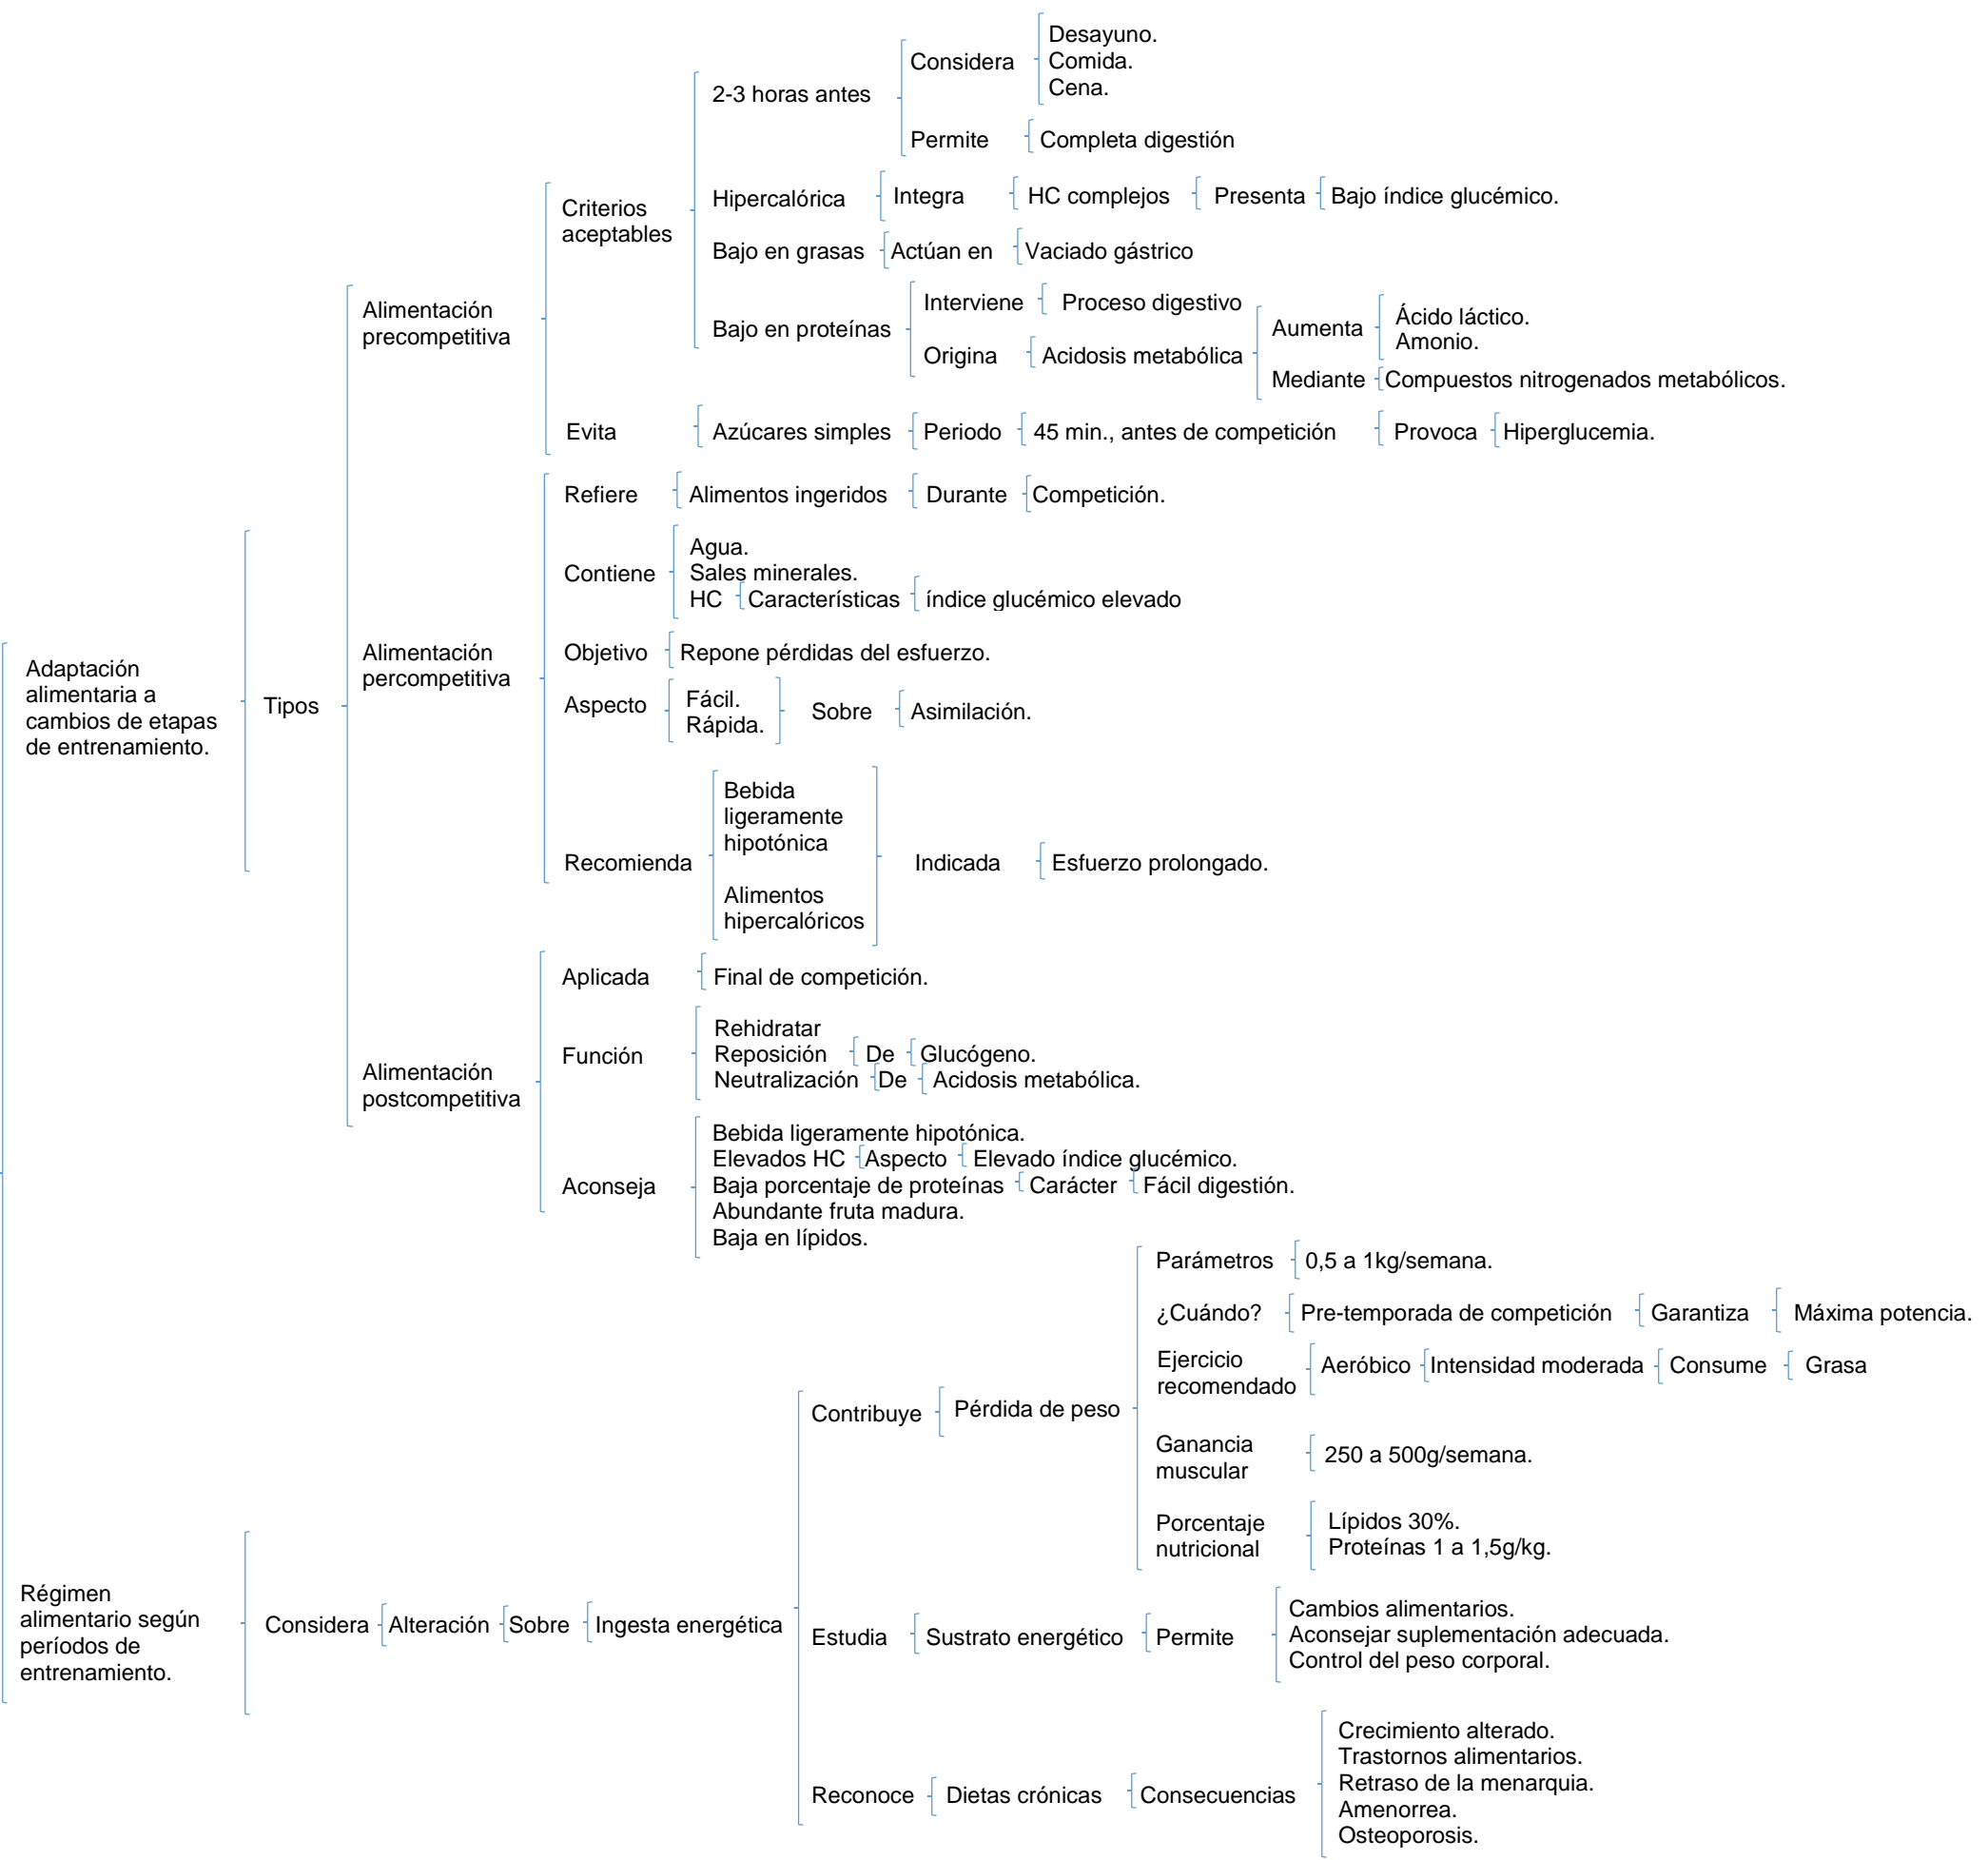 Adaptación
alimentaria a
cambios de etapas
de entrenamiento.
Tipos
Alimentación
precompetitiva
Criterios
aceptables
2-3 horas antes
Considera
Desayuno.
Comida.
Cena.
Permite
Completa digestión
Hipercalórica
Integra
HC complejos
Presenta
Bajo índice glucémico.
Bajo en grasas
Actúan en
Vaciado gástrico
Bajo en proteínas
Interviene
Proceso digestivo
Origina
Acidosis metabólica
Aumenta
Ácido láctico.
Amonio.
Mediante
Compuestos nitrogenados metabólicos.
Evita
Azúcares simples
Periodo
45 min., antes de competición
Provoca
Hiperglucemia.
Alimentación
percompetitiva
Refiere
Alimentos ingeridos
Durante
Competición.
Contiene
Agua.
Sales minerales.
HC
Características
índice glucémico elevado
Objetivo
Repone pérdidas del esfuerzo.
Aspecto
Fácil.
Rápida.
Sobre
Asimilación.
Recomienda
Bebida
ligeramente
hipotónica
Alimentos
hipercalóricos
Indicada
Esfuerzo prolongado.
Alimentación
postcompetitiva
Aplicada
Final de competición.
Función
Rehidratar
Reposición
De
Glucógeno.
Neutralización
De
Acidosis metabólica.
Aconseja
Bebida ligeramente hipotónica.
Elevados HC
Aspecto
Elevado índice glucémico.
Baja porcentaje de proteínas
Carácter
Fácil digestión.
Abundante fruta madura.
Baja en lípidos.
Régimen
alimentario según
períodos de
entrenamiento.
Considera
Alteración
Sobre
Ingesta energética
Contribuye
Pérdida de peso
Parámetros
0,5 a 1kg/semana.
¿Cuándo?
Pre-temporada de competición
Garantiza
Máxima potencia.
Ejercicio
recomendado
Aeróbico
Intensidad moderada
Consume
Grasa
Ganancia
muscular
250 a 500g/semana.
Porcentaje
nutricional
Lípidos 30%.
Proteínas 1 a 1,5g/kg.
Estudia
Sustrato energético
Permite
Cambios alimentarios.
Aconsejar suplementación adecuada.
Control del peso corporal.
Reconoce
Dietas crónicas
Consecuencias
Crecimiento alterado.
Trastornos alimentarios.
Retraso de la menarquia.
Amenorrea.
Osteoporosis.